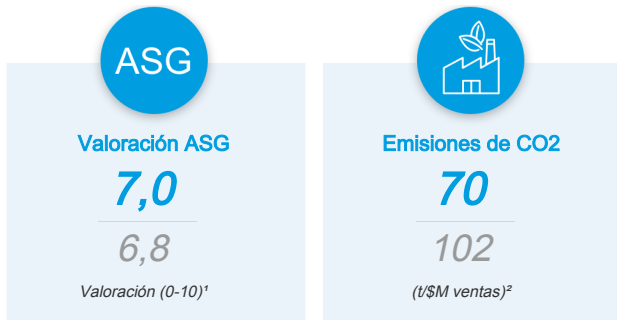 ASG
Valoración ASG
7,0
6,8
Valoración (0-10)¹
Emisiones de CO2
70
102
(t/$M ventas)²